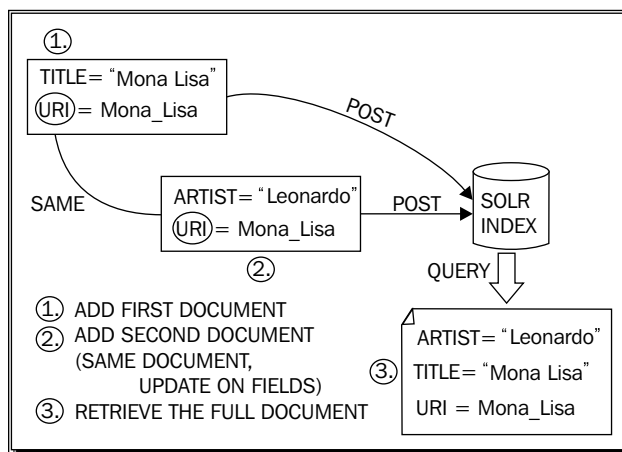 1.
TITLE= “Mona Lisa”
URI = Mona_Lisa
POST
SAME
ARTIST= “Leonardo”
URI = Mona_Lisa
POST
2.
SOLR
INDEX
QUERY
1. ADD FIRST DOCUMENT
2. ADD SECOND DOCUMENT
(SAME DOCUMENT,
UPDATE ON FIELDS)
3. RETRIEVE THE FULL DOCUMENT
3.
ARTIST= “Leonardo”
TITLE= “Mona Lisa”
URI = Mona_Lisa